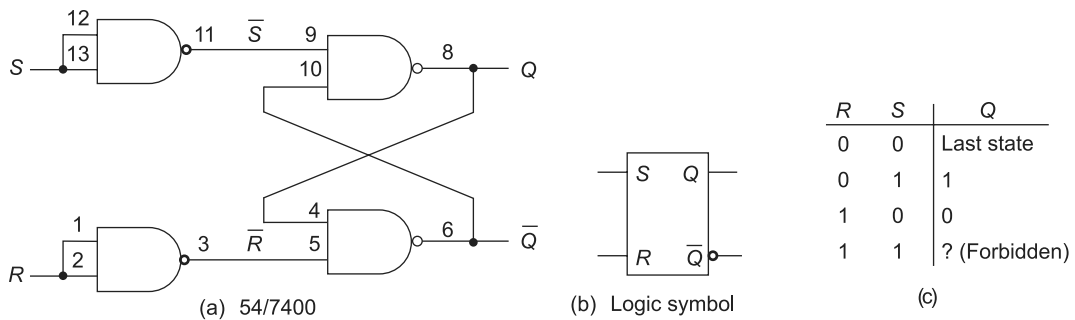 12
13
S
11
S̅
9
10
8
Q
1
2
R
3
R̅
4
5
6
Q̅
(a) 54/7400
S Q
R Q̅
(b) Logic symbol
R S Q
0 0 Last state
0 1 1
1 0 0
1 1 ? (Forbidden)
(c)